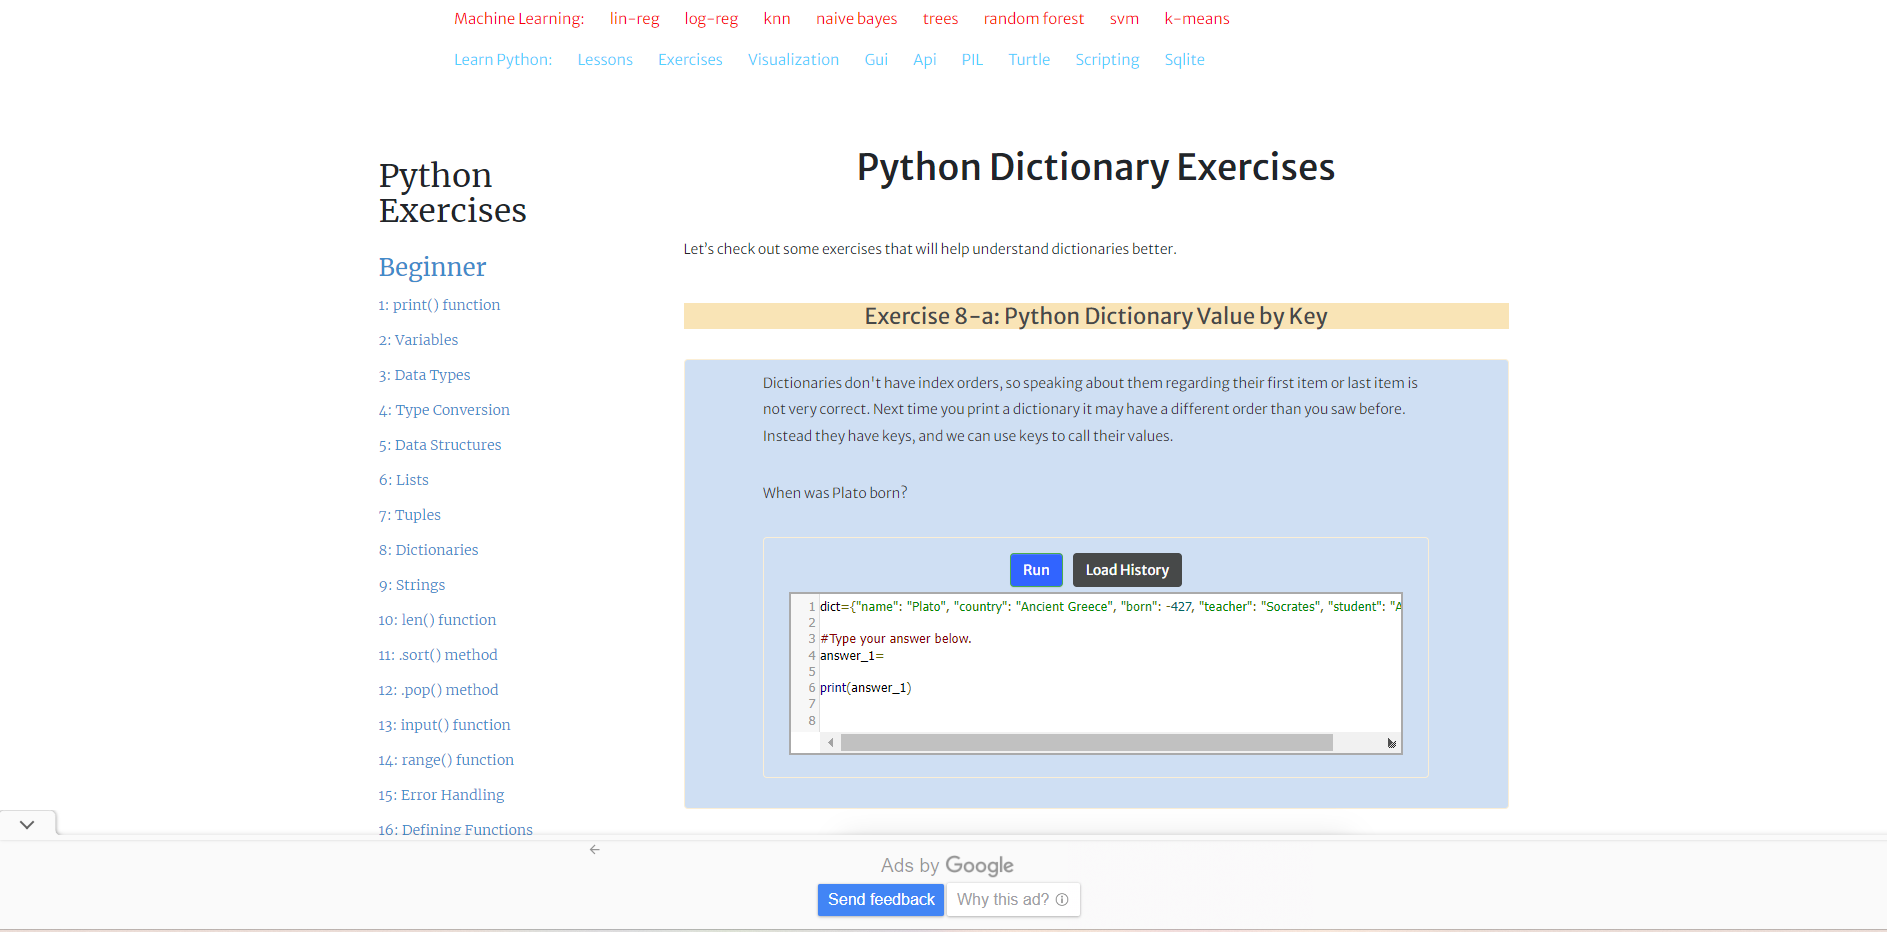 Machine Learning: lin-reg log-reg knn naive bayes trees random forest svm k-means
Learn Python: Lessons Exercises Visualization Gui Api PIL Turtle Scripting Sqlite
Python
Exercises
Beginner
1: print() function
2: Variables
3: Data Types
4: Type Conversion
5: Data Structures
6: Lists
7: Tuples
8: Dictionaries
9: Strings
10: len() function
11: .sort() method
12: .pop() method
13: input() function
14: range() function
15: Error Handling
16: Defining Functions
Python Dictionary Exercises
Let’s check out some exercises that will help understand dictionaries better.
Exercise 8-a: Python Dictionary Value by Key
Dictionaries don't have index orders, so speaking about them regarding their first item or last item is
not very correct. Next time you print a dictionary it may have a different order than you saw before.
Instead they have keys, and we can use keys to call their values.
When was Plato born?
Run Load History
1 dict={"name": "Plato", "country": "Ancient Greece", "born": -427, "teacher": "Socrates", "student": "A
2
3 #Type your answer below.
4 answer_1=
5
6 print(answer_1)
7
8
Ads by Google
Send feedback Why this ad?